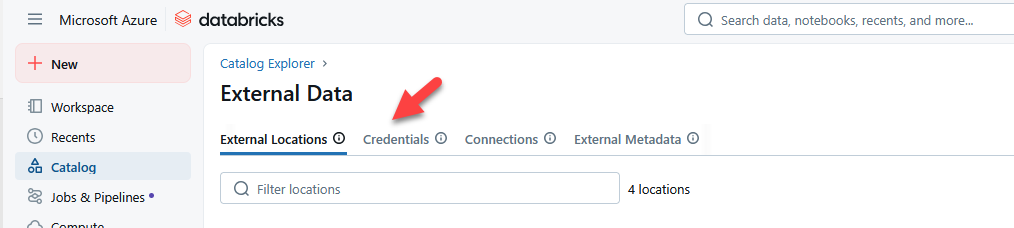 Microsoft Azure databricks Search data, notebooks, recents, and more...
New
Workspace
Recents
Catalog
Jobs & Pipelines
Compute
Catalog Explorer >
External Data
External Locations Credentials Connections External Metadata
Filter locations 4 locations